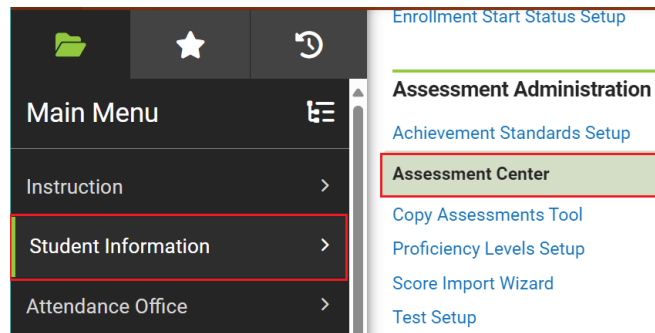 Main Menu
Instruction
Student Information
Attendance Office
Enrollment Start Status Setup
Assessment Administration
Achievement Standards Setup
Assessment Center
Copy Assessments Tool
Proficiency Levels Setup
Score Import Wizard
Test Setup